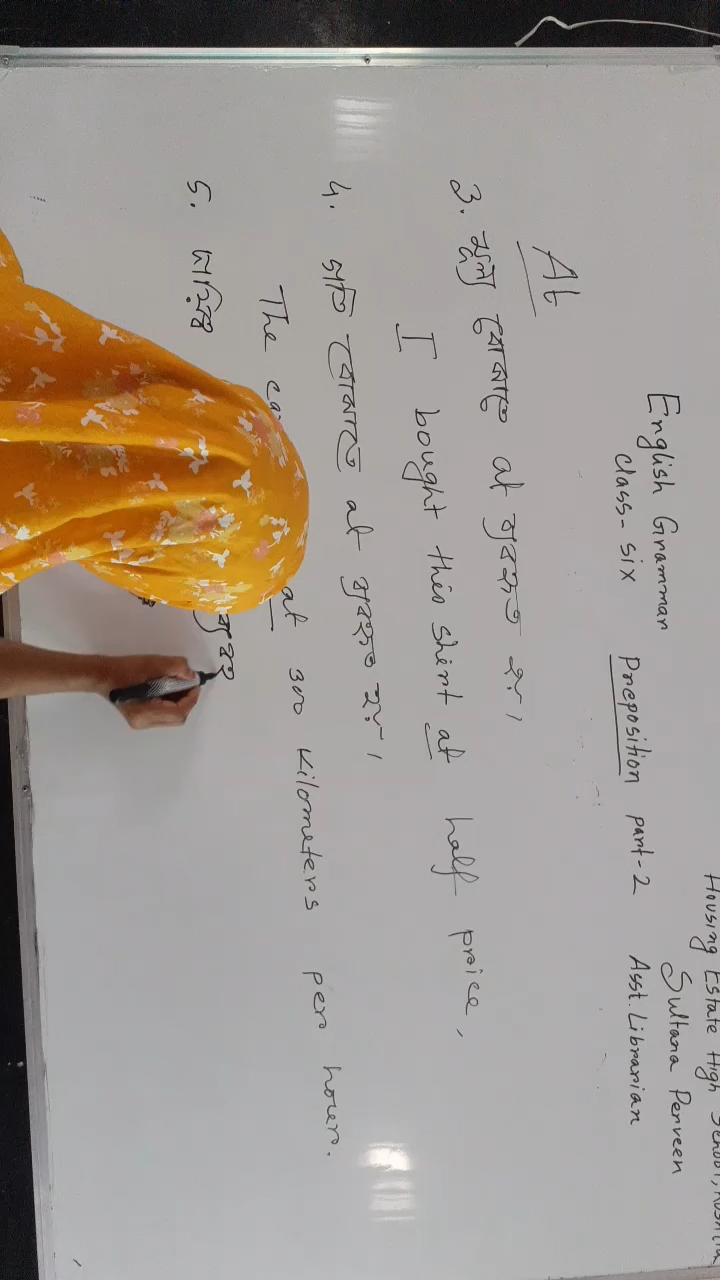 Housing Estate High School,
English Grammar Sultana Perveen
class- six Preposition part-2 Asst. Librarian
At
3. মূল্য বোঝাতে at ব্যবহৃত হয়।
I bought this shirt at half price,
4. গতি বোঝাতে at ব্যবহৃত হয়।
The at 300 Kilometers per hour.
5.